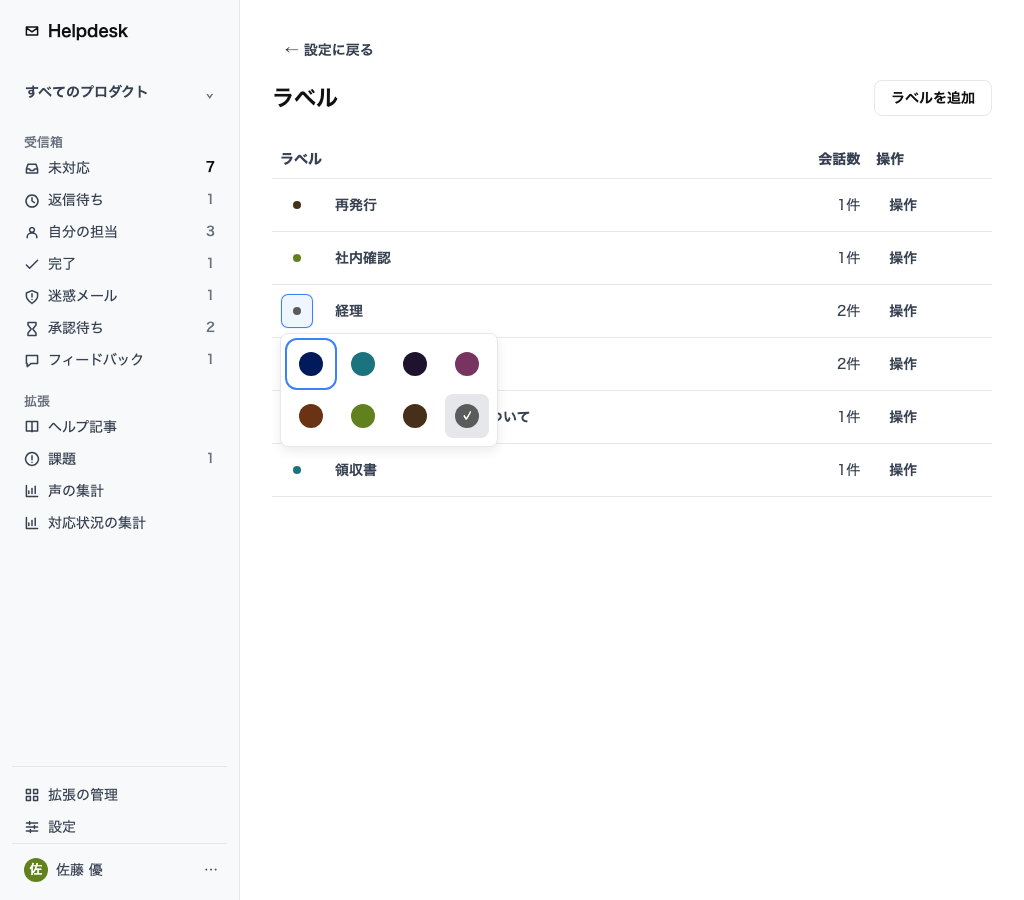 Helpdesk
すべてのプロダクト
受信箱
未対応 7
返信待ち 1
自分の担当 3
完了 1
迷惑メール 1
承認待ち 2
フィードバック 1
拡張
ヘルプ記事
課題 1
声の集計
対応状況の集計
拡張の管理
設定
佐 佐藤 優 …
← 設定に戻る
ラベル
ラベルを追加
ラベル 会話数 操作
再発行 1件 操作
社内確認 1件 操作
経理 2件 操作
2件 操作
ついて 1件 操作
領収書 1件 操作